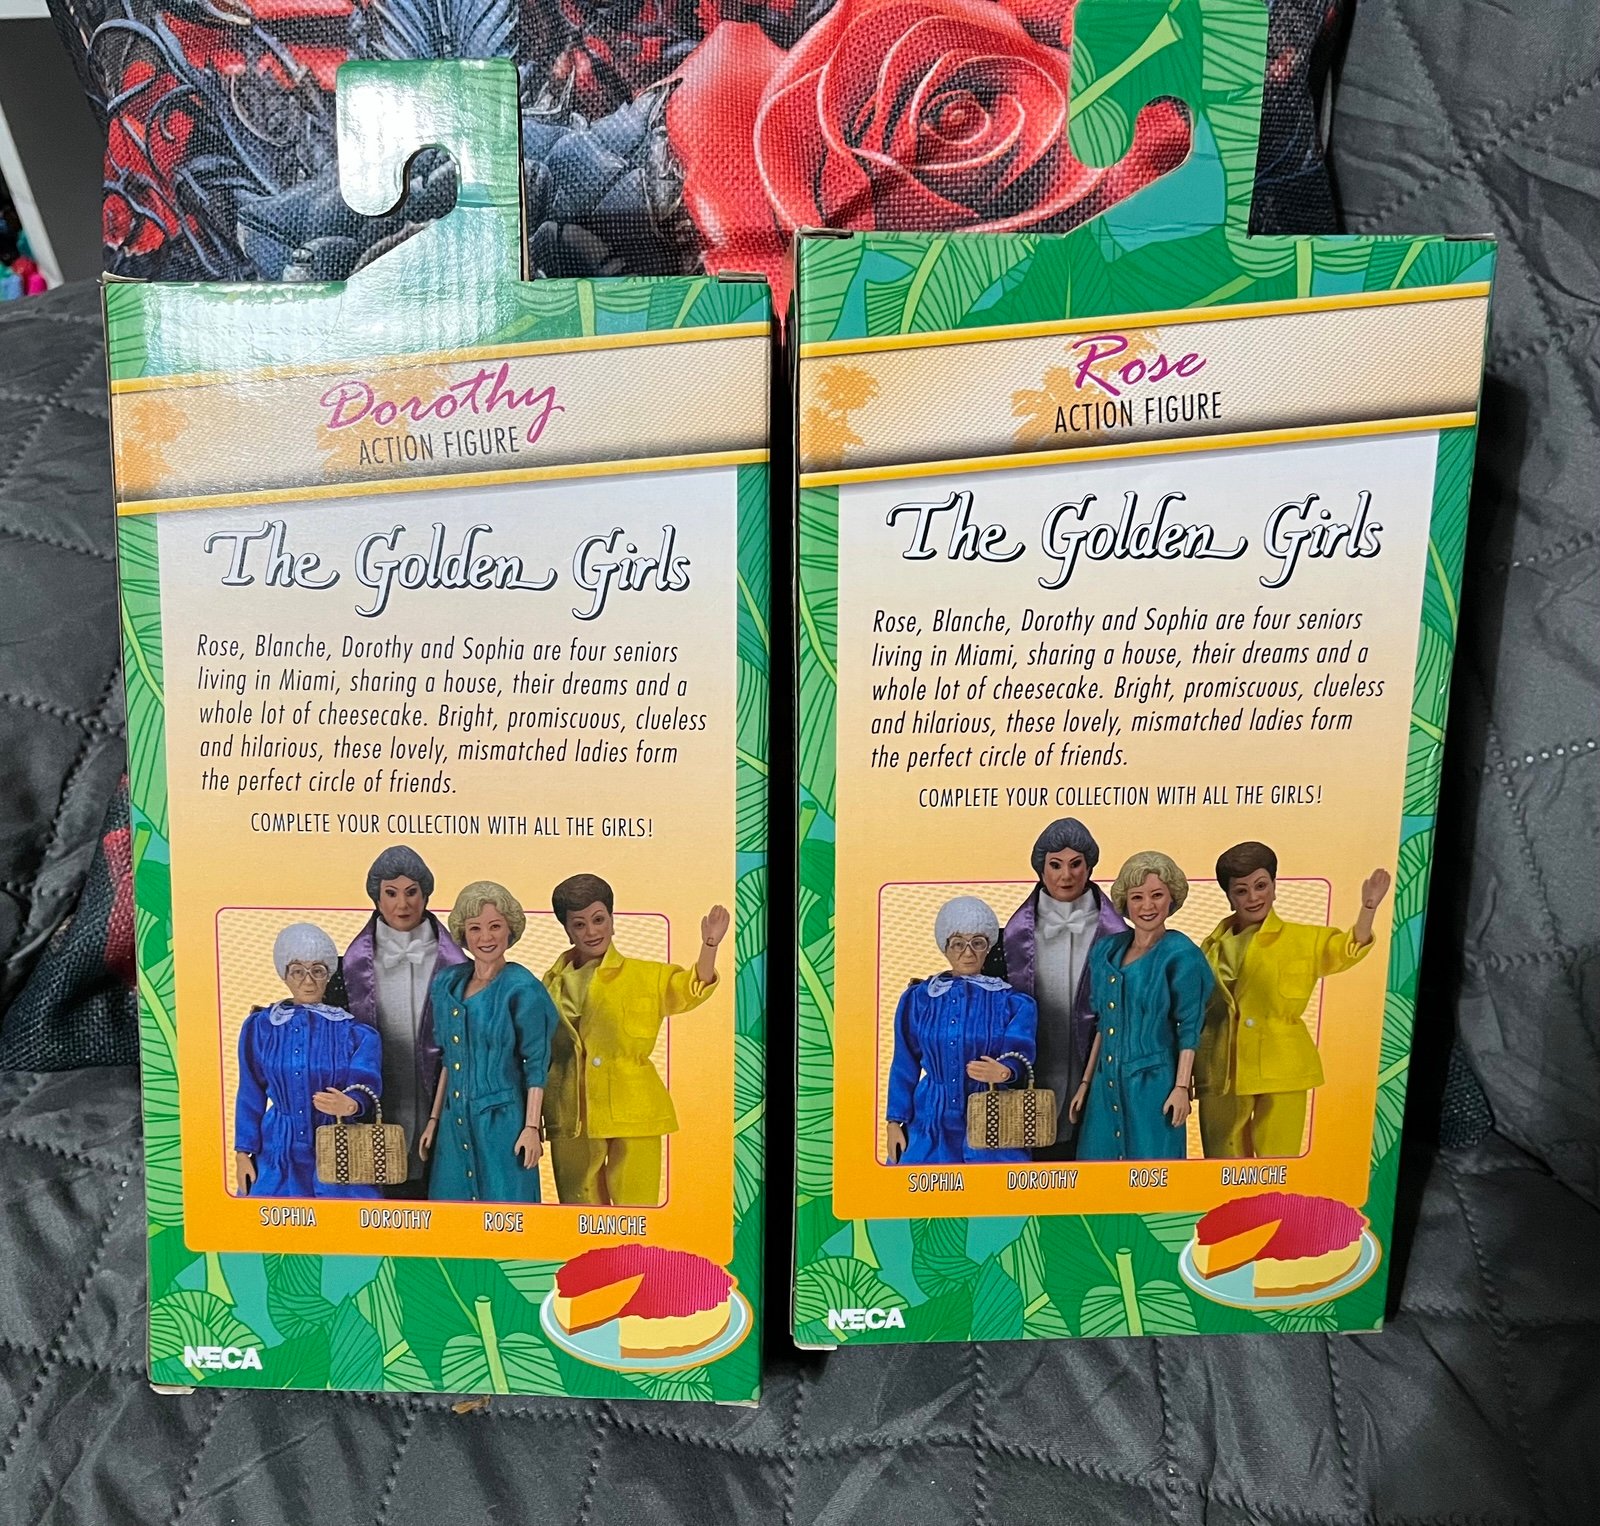 Dorothy
ACTION FIGURE
The Golden Girls
Rose, Blanche, Dorothy and Sophia are four seniors
living in Miami, sharing a house, their dreams and a
whole lot of cheesecake. Bright, promiscuous, clueless
and hilarious, these lovely, mismatched ladies form
the perfect circle of friends.
COMPLETE YOUR COLLECTION WITH ALL THE GIRLS!
SOPHIA DOROTHY ROSE BLANCHE
NECA
Rose
ACTION FIGURE
The Golden Girls
Rose, Blanche, Dorothy and Sophia are four seniors
living in Miami, sharing a house, their dreams and a
whole lot of cheesecake. Bright, promiscuous, clueless
and hilarious, these lovely, mismatched ladies form
the perfect circle of friends.
COMPLETE YOUR COLLECTION WITH ALL THE GIRLS!
SOPHIA DOROTHY ROSE BLANCHE
NECA